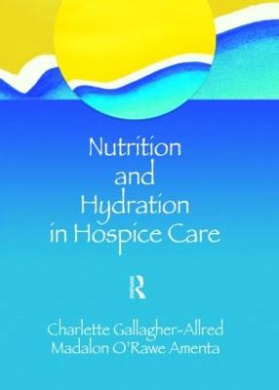 Nutrition
and
Hydration
in Hospice Care
R
Charlette Gallagher-Allred
Madalon O'Rawe Amenta